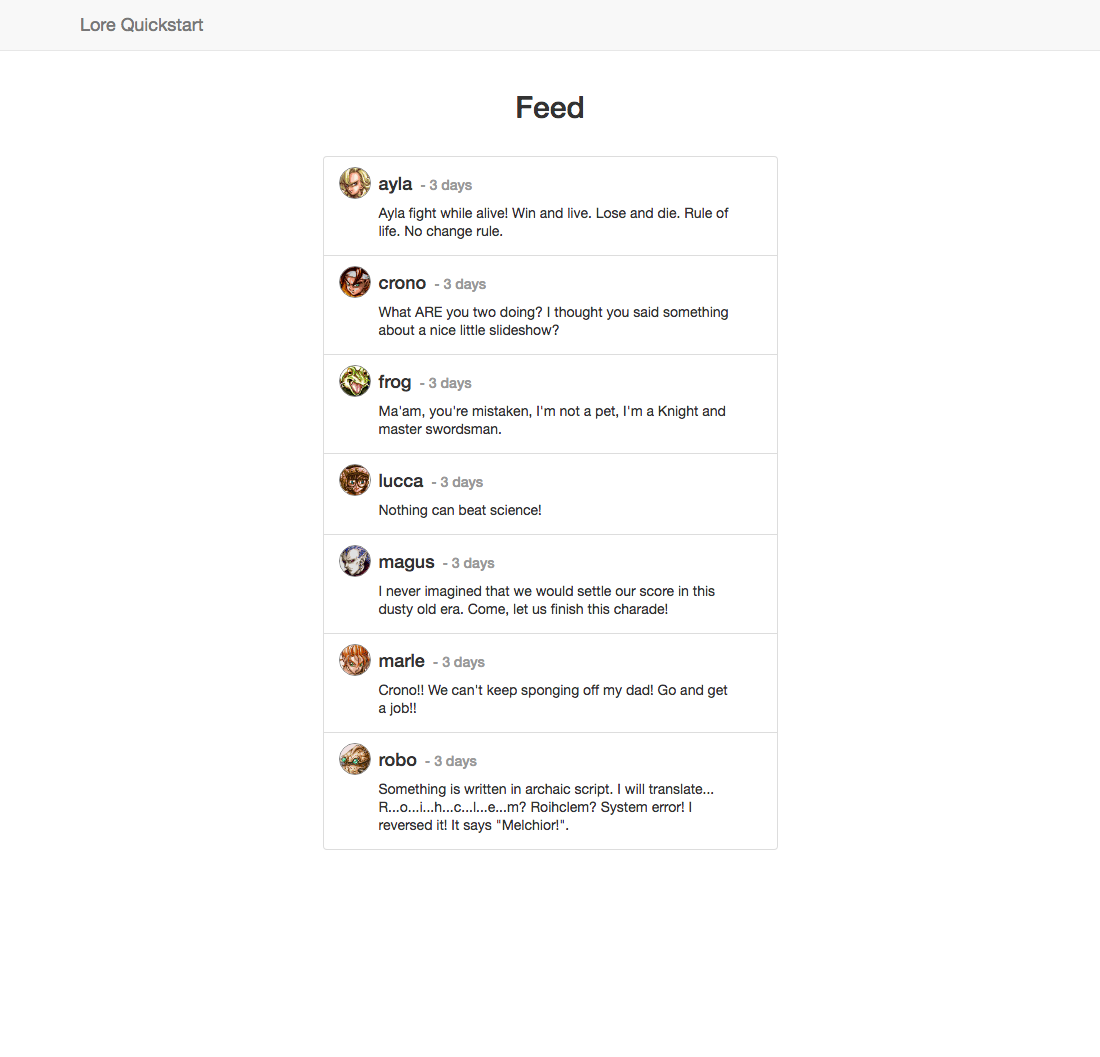 Lore Quickstart
Feed
ayla - 3 days
Ayla fight while alive! Win and live. Lose and die. Rule of
life. No change rule.
crono - 3 days
What ARE you two doing? I thought you said something
about a nice little slideshow?
frog - 3 days
Ma'am, you're mistaken, I'm not a pet, I'm a Knight and
master swordsman.
lucca - 3 days
Nothing can beat science!
magus - 3 days
I never imagined that we would settle our score in this
dusty old era. Come, let us finish this charade!
marle - 3 days
Crono!! We can't keep sponging off my dad! Go and get
a job!!
robo - 3 days
Something is written in archaic script. I will translate...
R...o...i...h...c...l...e...m? Roihclem? System error! I
reversed it! It says "Melchior!".